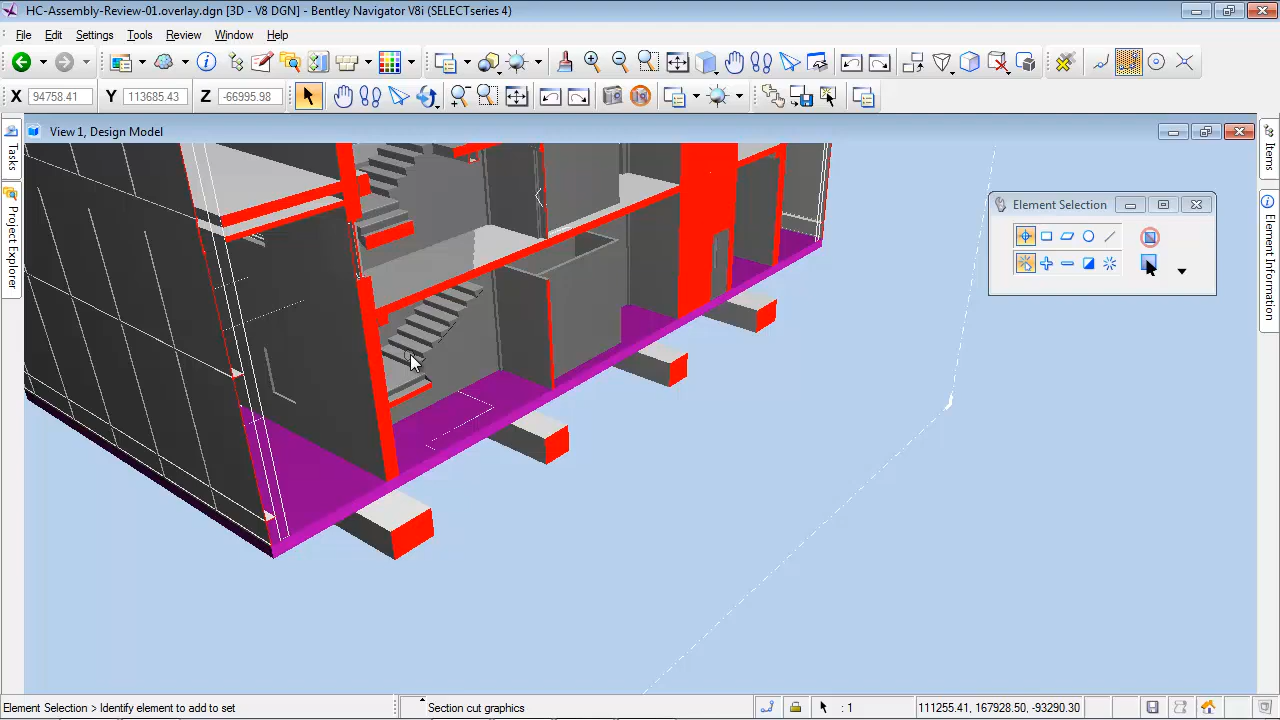 HC-Assembly-Review-01.overlay.dgn [3D - V8 DGN] - Bentley Navigator V8i (SELECTseries 4)
File Edit Settings Tools Review Window Help
X 94758.41 Y 113685.43 Z -66995.98
View 1, Design Model
Tasks
Project Explorer
Element Selection
Items
Element Information
Element Selection > Identify element to add to set
Section cut graphics
: 1
111255.41, 167928.50, -93290.30